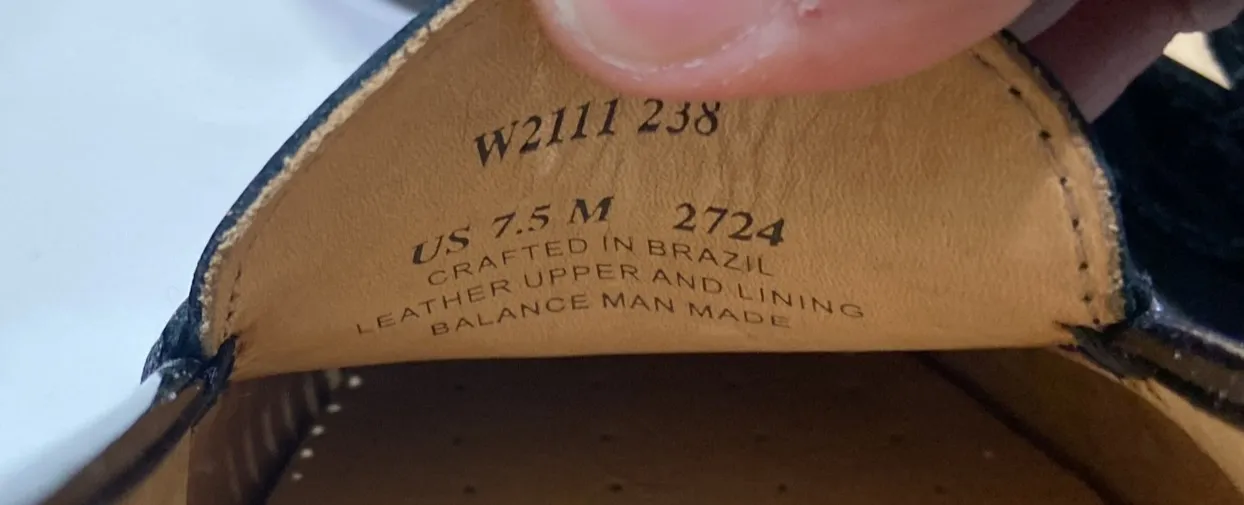 W2111 238
US 7.5 M 2724
CRAFTED IN BRAZIL
LEATHER UPPER AND LINING
BALANCE MAN MADE